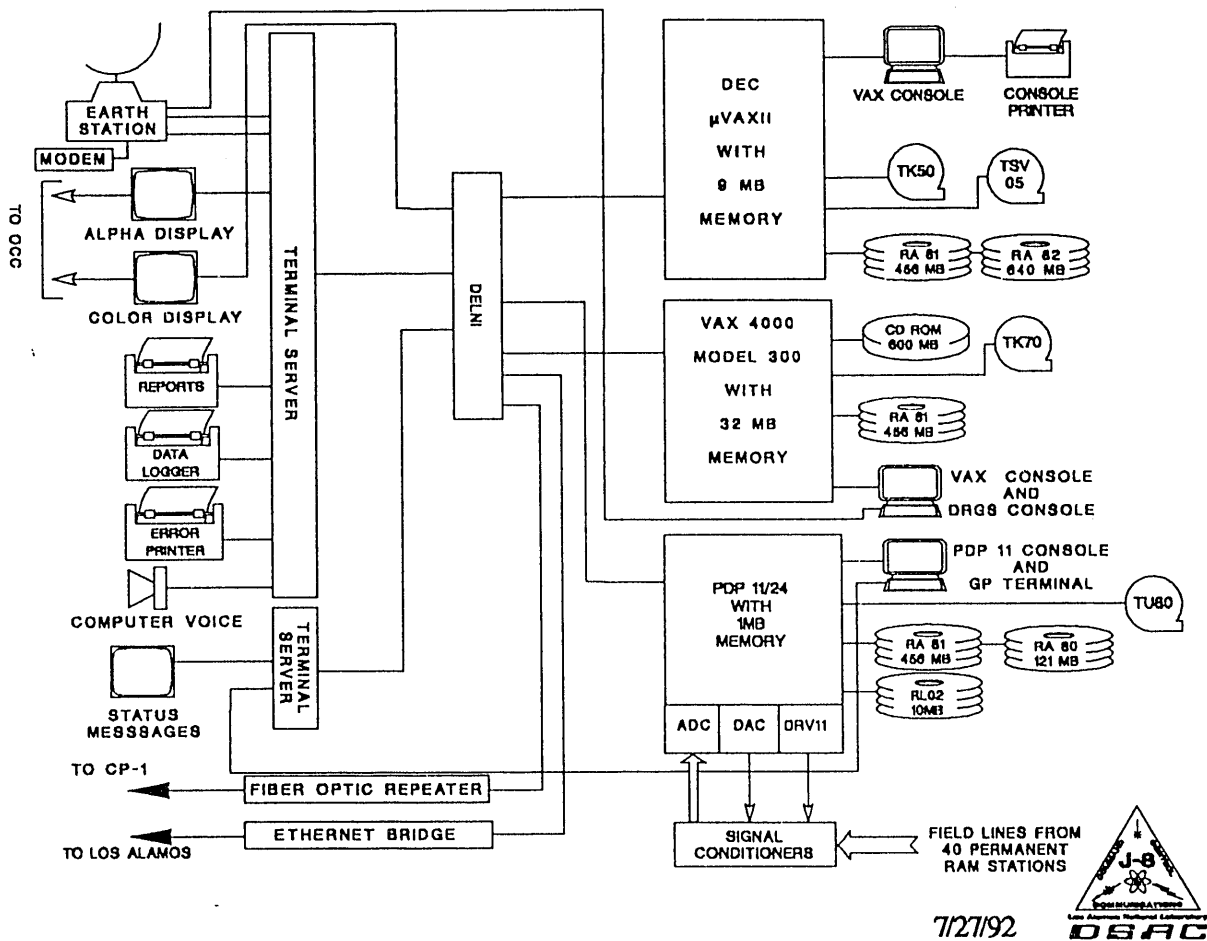 EARTH
STATION
MODEM
TO OCC
ALPHA DISPLAY
COLOR DISPLAY
REPORTS
DATA
LOGGER
ERROR
PRINTER
COMPUTER VOICE
STATUS
MESSSAGES
TO CP-1
TO LOS ALAMOS
TERMINAL SERVER
TERMINAL
SERVER
FIBER OPTIC REPEATER
ETHERNET BRIDGE
DELNI
DEC
µVAXII
WITH
9 MB
MEMORY
VAX CONSOLE
CONSOLE
PRINTER
TK50
TSV
05
RA 81
456 MB
RA 82
640 MB
VAX 4000
MODEL 300
WITH
32 MB
MEMORY
CD ROM
600 MB
TK70
RA 81
456 MB
VAX CONSOLE
AND
DRGS CONSOLE
PDP 11/24
WITH
1MB
MEMORY
PDP 11 CONSOLE
AND
GP TERMINAL
TU80
RA 81
456 MB
RA 80
121 MB
RL02
10MB
ADC
DAC
DRV11
SIGNAL
CONDITIONERS
FIELD LINES FROM
40 PERMANENT
RAM STATIONS
J-8
COMMUNICATIONS
Los Alamos National Laboratory
DSAC
7/27/92